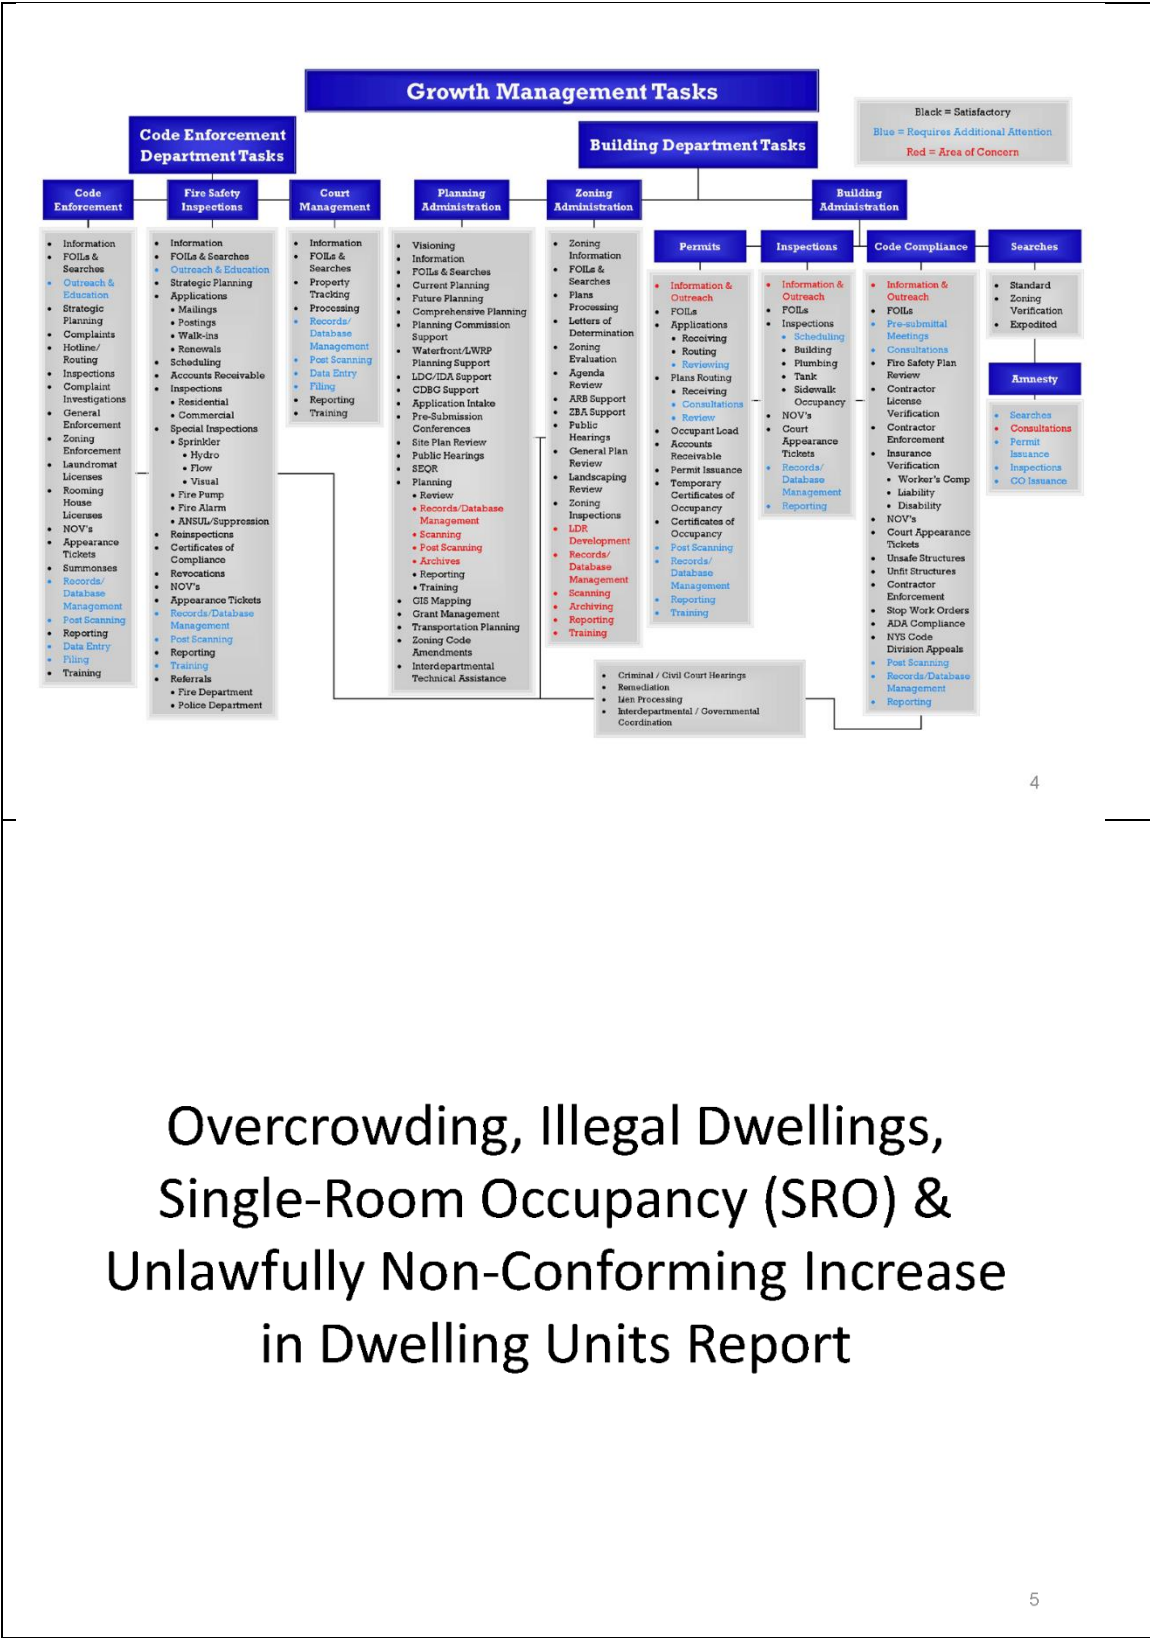 Growth Management Tasks
Black = Satisfactory
Blue = Requires Additional Attention
Red = Area of Concern
Code Enforcement
Department Tasks
Building Department Tasks
Code
Enforcement
Fire Safety
Inspections
Court
Management
Planning
Administration
Zoning
Administration
Building
Administration
Permits
Inspections
Code Compliance
Searches
• Information
• FOILs &
Searches
• Outreach &
Education
• Strategic
Planning
• Complaints
• Hotline/
Routing
• Inspections
• Complaint
Investigations
• General
Enforcement
• Zoning
Enforcement
• Laundromat
Licenses
• Rooming
House
Licenses
• NOV's
• Appearance
Tickets
• Summonses
• Records/
Database
Management
• Post Scanning
• Reporting
• Data Entry
• Filing
• Training
• Information
• FOILs & Searches
• Outreach & Education
• Strategic Planning
• Applications
• Mailings
• Postings
• Walk-ins
• Renewals
• Scheduling
• Accounts Receivable
• Inspections
• Residential
• Commercial
• Special Inspections
• Sprinkler
• Hydro
• Flow
• Visual
• Fire Pump
• Fire Alarm
• ANSUL/Suppression
• Reinspections
• Certificates of
Compliance
• Revocations
• NOV's
• Appearance Tickets
• Records/Database
Management
• Post Scanning
• Reporting
• Training
• Referrals
• Fire Department
• Police Department
• Information
• FOILs &
Searches
• Property
Tracking
• Processing
• Records/
Database
Management
• Post Scanning
• Data Entry
• Filing
• Reporting
• Training
• Visioning
• Information
• FOILs & Searches
• Current Planning
• Future Planning
• Comprehensive Planning
• Planning Commission
Support
• Waterfront/LWRP
Planning Support
• LDC/IDA Support
• CDBG Support
• Application Intake
• Pre-Submission
Conferences
• Site Plan Review
• Public Hearings
• SEQR
• Planning
• Review
• Records/Database
Management
• Scanning
• Post Scanning
• Archives
• Reporting
• Training
• GIS Mapping
• Grant Management
• Transportation Planning
• Zoning Code
Amendments
• Interdepartmental
Technical Assistance
• Zoning
Information
• FOILs &
Searches
• Plans
Processing
• Letters of
Determination
• Zoning
Evaluation
• Agenda
Review
• ARB Support
• ZBA Support
• Public
Hearings
• General Plan
Review
• Landscaping
Review
• Zoning
Inspections
• LDR
Development
• Records/
Database
Management
• Scanning
• Archiving
• Reporting
• Training
• Information &
Outreach
• FOILs
• Applications
• Receiving
• Routing
• Reviewing
• Plans Routing
• Receiving
• Consultations
• Review
• Occupant Load
• Accounts
Receivable
• Permit Issuance
• Temporary
Certificates of
Occupancy
• Certificates of
Occupancy
• Post Scanning
• Records/
Database
Management
• Reporting
• Training
• Information &
Outreach
• FOILs
• Inspections
• Scheduling
• Building
• Plumbing
• Tank
• Sidewalk
Occupancy
• NOV's
• Court
Appearance
Tickets
• Records/
Database
Management
• Reporting
• Information &
Outreach
• FOILs
• Pre-submittal
Meetings
• Consultations
• Fire Safety Plan
Review
• Contractor
License
Verification
• Contractor
Enforcement
• Insurance
Verification
• Worker's Comp
• Liability
• Disability
• NOV's
• Court Appearance
Tickets
• Unsafe Structures
• Unfit Structures
• Contractor
Enforcement
• Stop Work Orders
• ADA Compliance
• NYS Code
Division Appeals
• Post Scanning
• Records/Database
Management
• Reporting
• Standard
• Zoning
Verification
• Expedited
Amnesty
• Searches
• Consultations
• Permit
Issuance
• Inspections
• CO Issuance
• Criminal / Civil Court Hearings
• Remediation
• Lien Processing
• Interdepartmental / Governmental
Coordination
4
Overcrowding, Illegal Dwellings,
Single-Room Occupancy (SRO) &
Unlawfully Non-Conforming Increase
in Dwelling Units Report
5